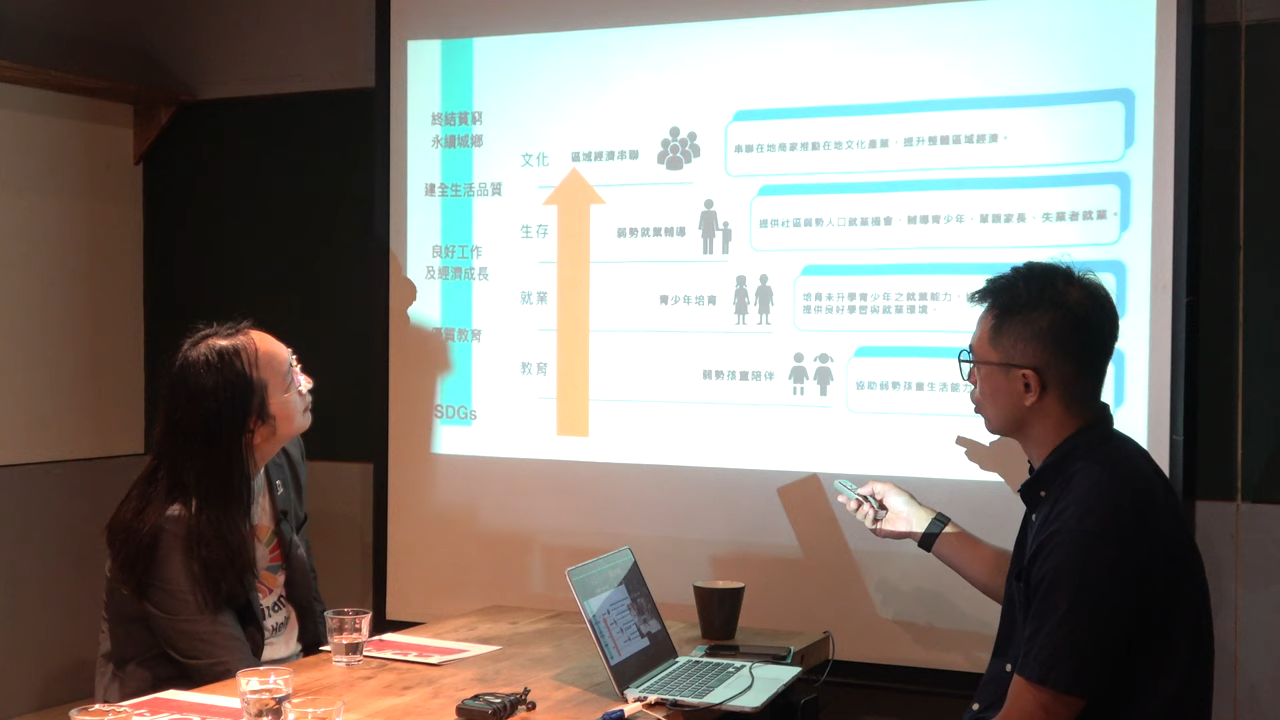 終結貧窮
永續城鄉
建全生活品質
良好工作
及經濟成長
優質教育
SDGs
文化
區域經濟串聯
串聯在地商家推動在地文化產業，提升整體區域經濟。
生存
弱勢就業輔導
提供社區弱勢人口就業機會，輔導青少年、單親家長、失業者就業。
就業
青少年培育
培育未升學青少年之就業能力，
提供良好學習與就業環境。
教育
弱勢孩童陪伴
協助弱勢孩童生活能力